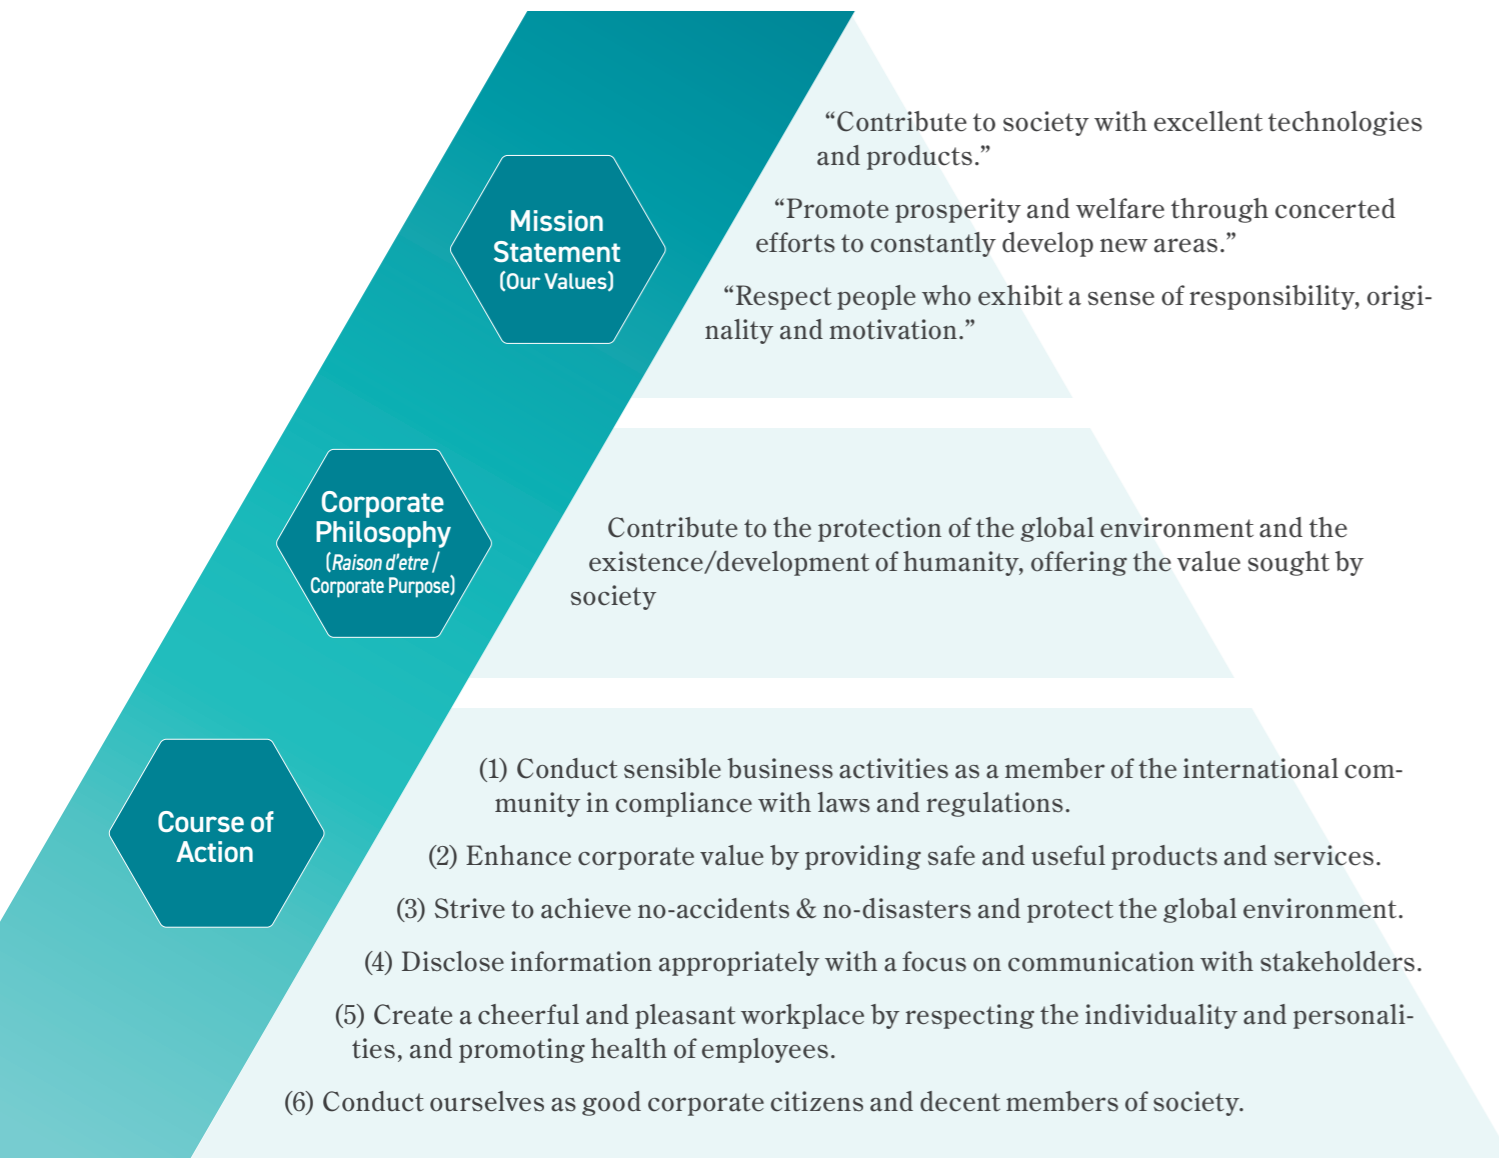 Mission
Statement
(Our Values)
“Contribute to society with excellent technologies
and products.”
“Promote prosperity and welfare through concerted
efforts to constantly develop new areas.”
“Respect people who exhibit a sense of responsibility, origi-
nality and motivation.”
Corporate
Philosophy
(Raison d’etre /
Corporate Purpose)
Contribute to the protection of the global environment and the
existence/development of humanity, offering the value sought by
society
Course of
Action
(1) Conduct sensible business activities as a member of the international com-
munity in compliance with laws and regulations.
(2) Enhance corporate value by providing safe and useful products and services.
(3) Strive to achieve no-accidents & no-disasters and protect the global environment.
(4) Disclose information appropriately with a focus on communication with stakeholders.
(5) Create a cheerful and pleasant workplace by respecting the individuality and personali-
ties, and promoting health of employees.
(6) Conduct ourselves as good corporate citizens and decent members of society.